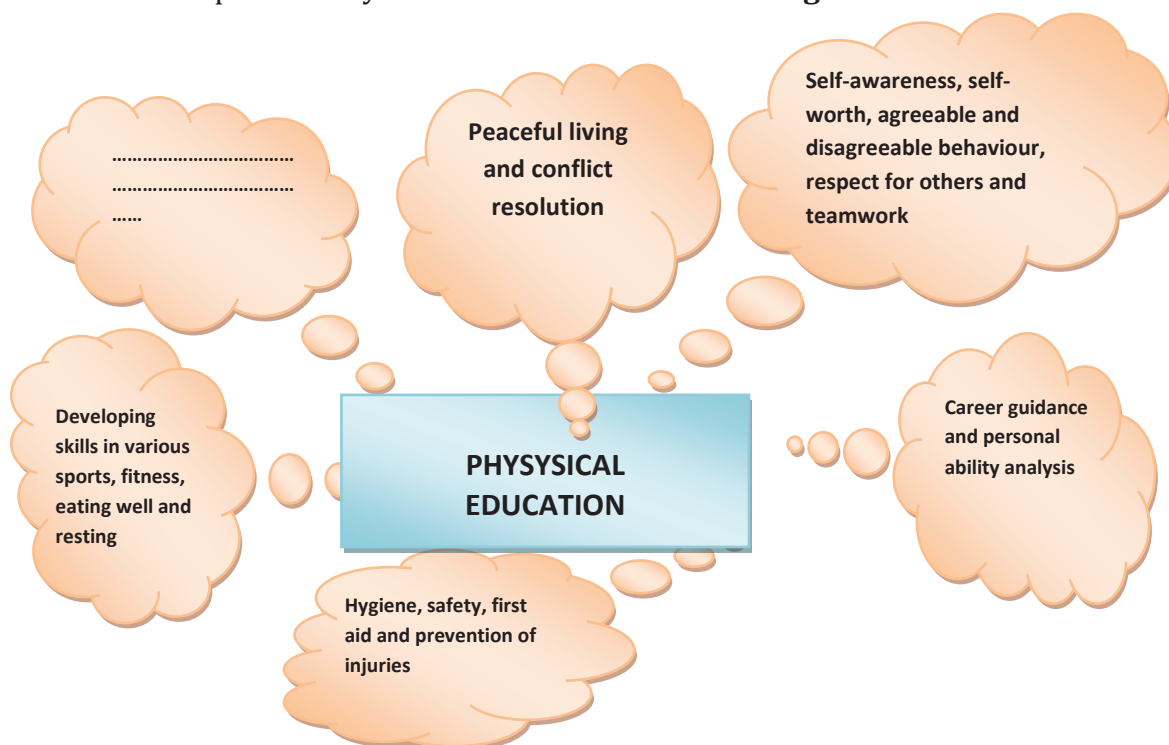 ……………………………
……………………………
……
Peaceful living
and conflict
resolution
Self-awareness, self-
worth, agreeable and
disagreeable behaviour,
respect for others and
teamwork
Developing
skills in various
sports, fitness,
eating well and
resting
PHYSYSICAL
EDUCATION
Career guidance
and personal
ability analysis
Hygiene, safety, first
aid and prevention of
injuries